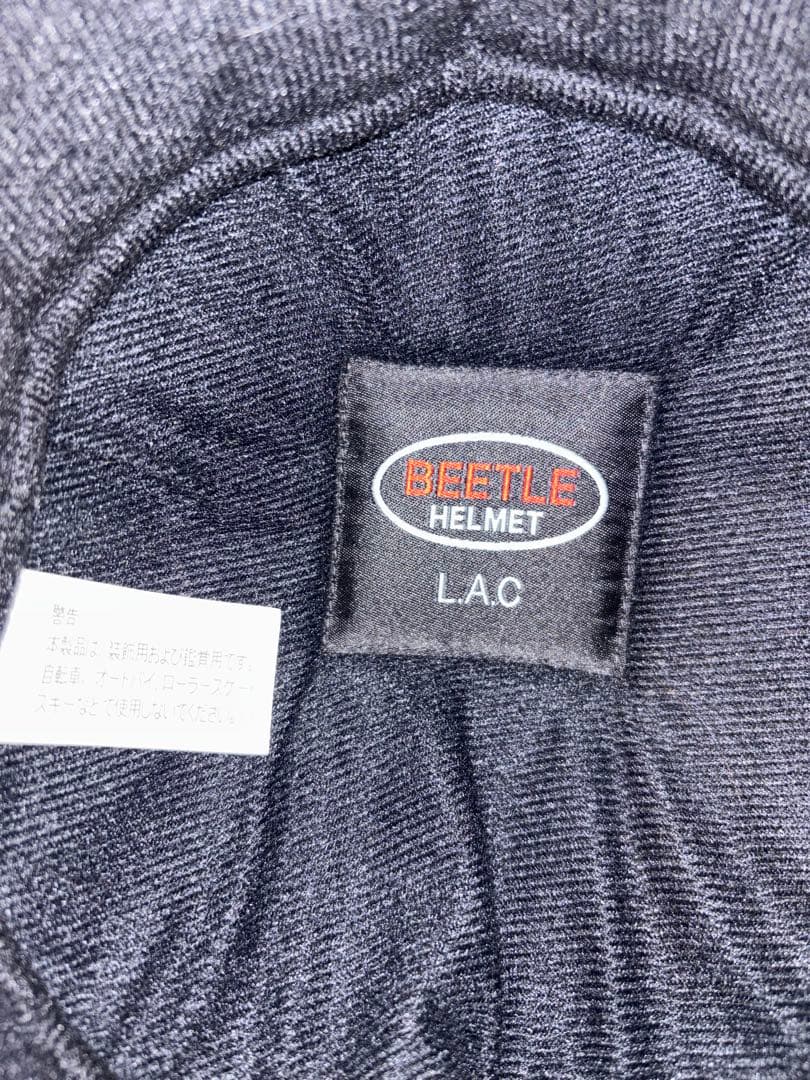 BEETLE
HELMET
L.A.C
警告
本製品は、装飾用および鑑賞用です。
自転車、オートバイ、ローラースケー
スキーなどで使用しないでください。